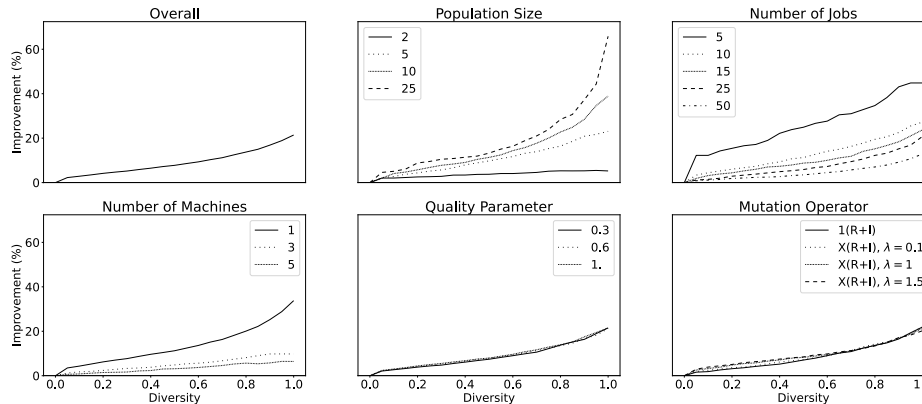 Overall
Population Size
Number of Jobs
Improvement (%)
60
40
20
0
2
5
10
25
5
10
15
25
50
Number of Machines
Quality Parameter
Mutation Operator
Improvement (%)
60
40
20
0
1
3
5
0.3
0.6
1.
1(R+I)
X(R+I), λ = 0.1
X(R+I), λ = 1
X(R+I), λ = 1.5
0.0 0.2 0.4 0.6 0.8 1.0
0.0 0.2 0.4 0.6 0.8 1.0
0.0 0.2 0.4 0.6 0.8
Diversity
Diversity
Diversity